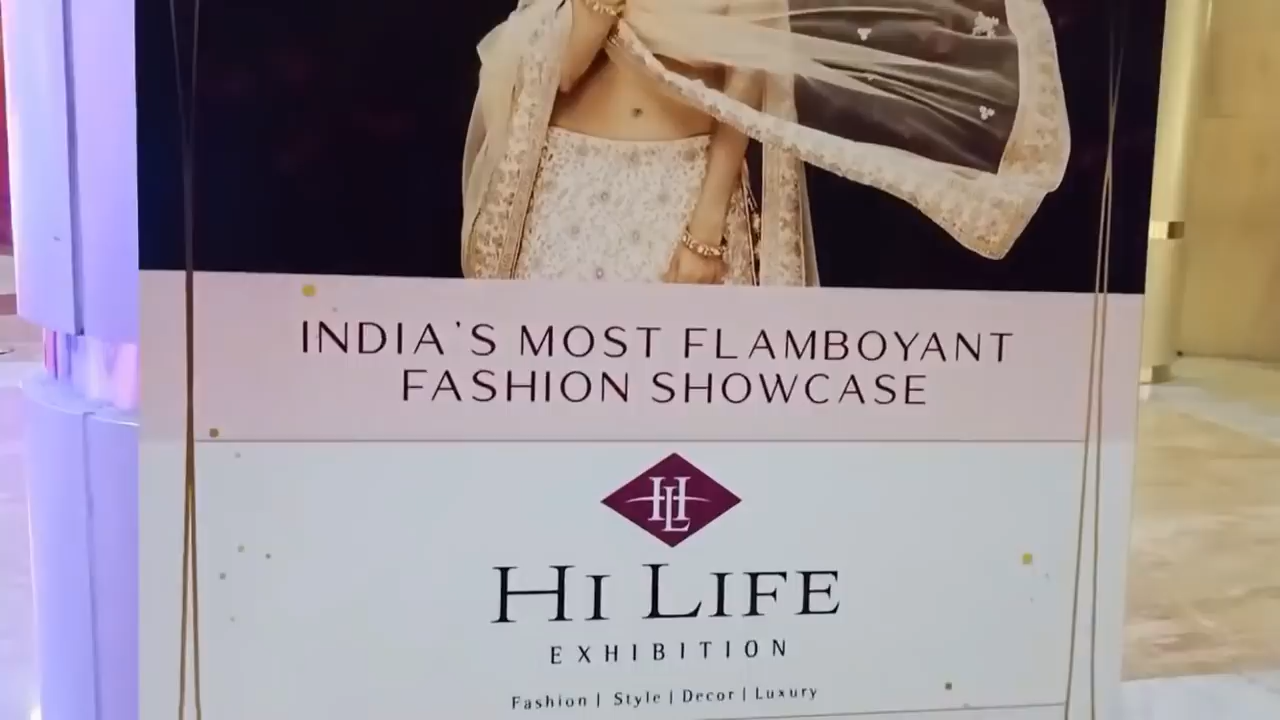 INDIA'S MOST FLAMBOYANT
FASHION SHOWCASE
HL
HI LIFE
EXHIBITION
Fashion | Style | Decor | Luxury